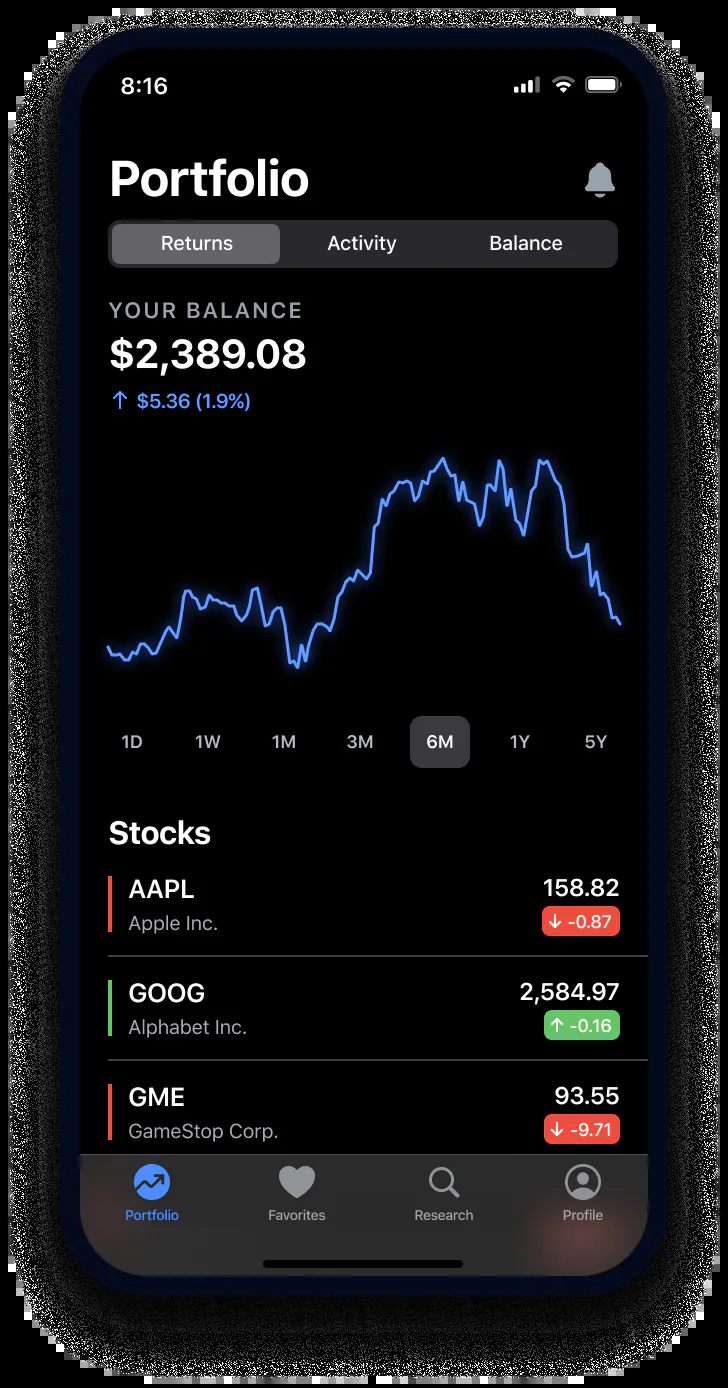 8:16
Portfolio
Returns Activity Balance
YOUR BALANCE
$2,389.08
↑ $5.36 (1.9%)
1D 1W 1M 3M 6M 1Y 5Y
Stocks
AAPL 158.82
Apple Inc. ↓ -0.87
GOOG 2,584.97
Alphabet Inc. ↑ -0.16
GME 93.55
GameStop Corp. ↓ -9.71
Portfolio Favorites Research Profile